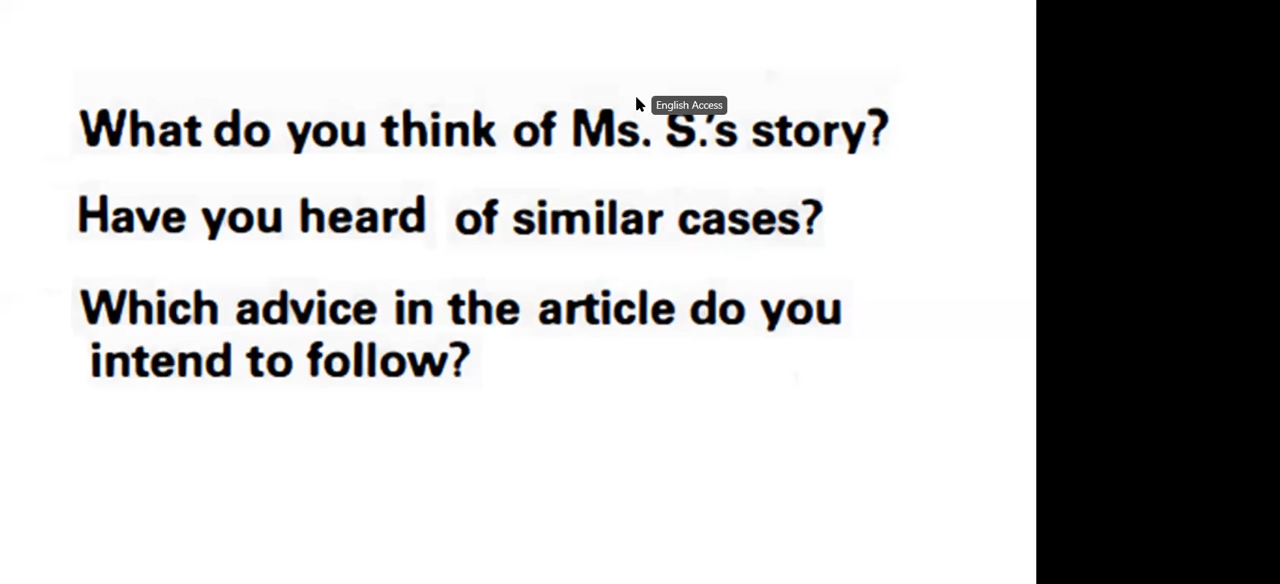 English Access
What do you think of Ms. S.'s story?
Have you heard of similar cases?
Which advice in the article do you
intend to follow?